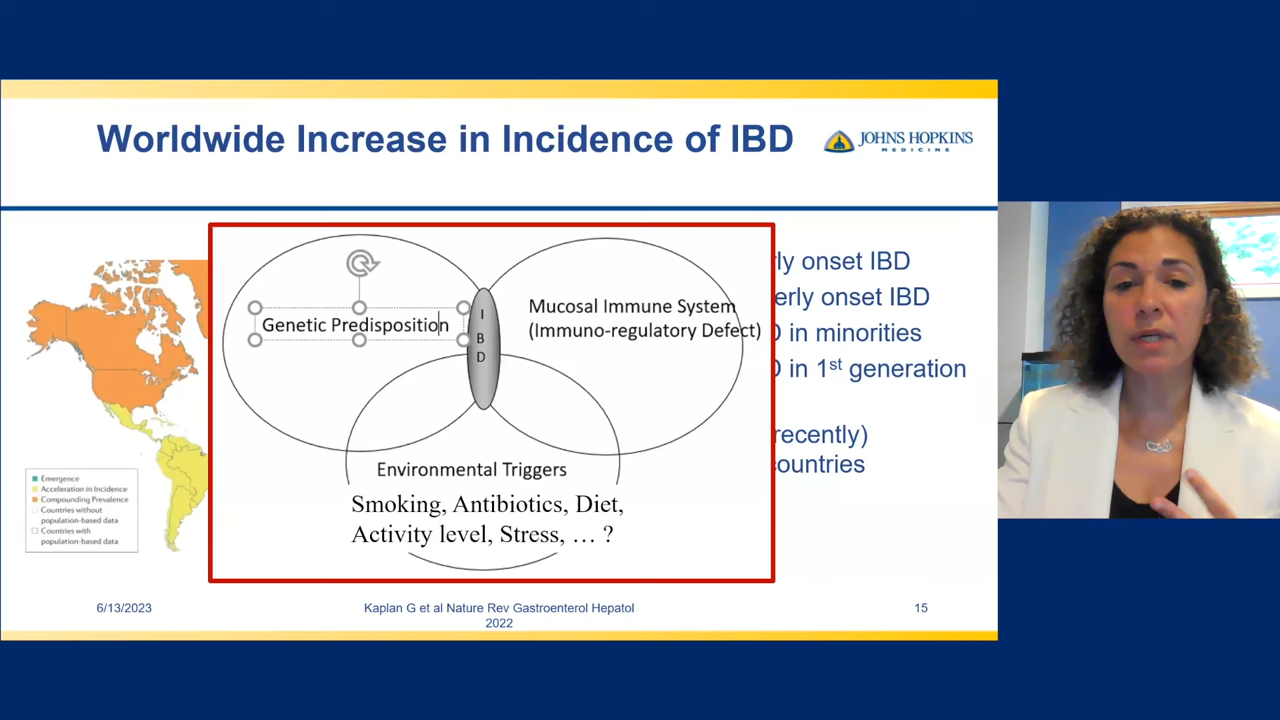 Worldwide Increase in Incidence of IBD
JOHNS HOPKINS
MEDICINE
Genetic Predisposition
I
B
D
Mucosal Immune System
(Immuno-regulatory Defect)
Environmental Triggers
Smoking, Antibiotics, Diet,
Activity level, Stress, … ?
onset IBD
onset IBD
in minorities
in 1st generation
recently)
countries
Emergence
Acceleration in Incidence
Compounding Prevalence
Countries without
population-based data
Countries with
population-based data
6/13/2023
Kaplan G et al Nature Rev Gastroenterol Hepatol
2022
15